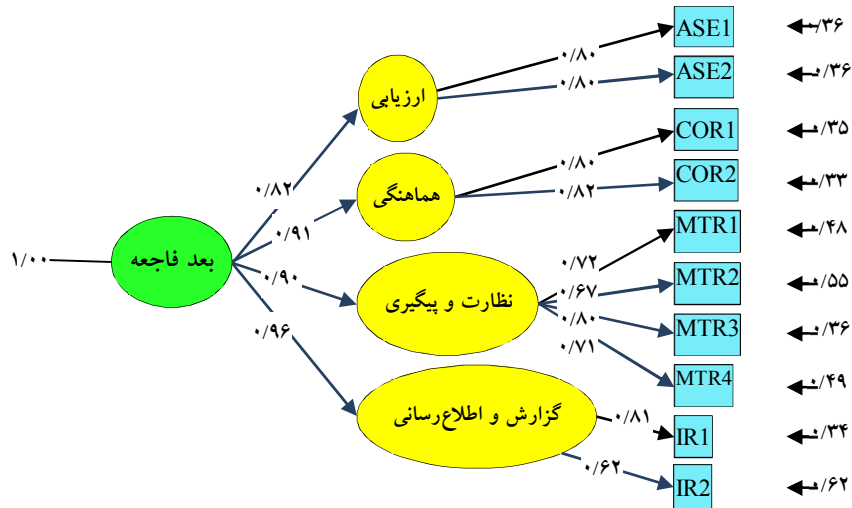 ASE1
۰/۳۶
۰/۸۰
ASE2
۰/۳۶
۰/۸۰
ارزیابی
COR1
۰/۳۵
۰/۸۰
۰/۸۲
COR2
۰/۳۳
۰/۸۲
هماهنگی
MTR1
۰/۴۸
۰/۹۱
بعد فاجعه
۱/۰۰
۰/۷۲
MTR2
۰/۵۵
۰/۹۰
نظارت و پیگیری
۰/۶۷
MTR3
۰/۳۶
۰/۸۰
۰/۹۶
۰/۷۱
MTR4
۰/۴۹
گزارش و اطلاع‌رسانی
۰/۸۱
IR1
۰/۳۴
۰/۶۲
IR2
۰/۶۲